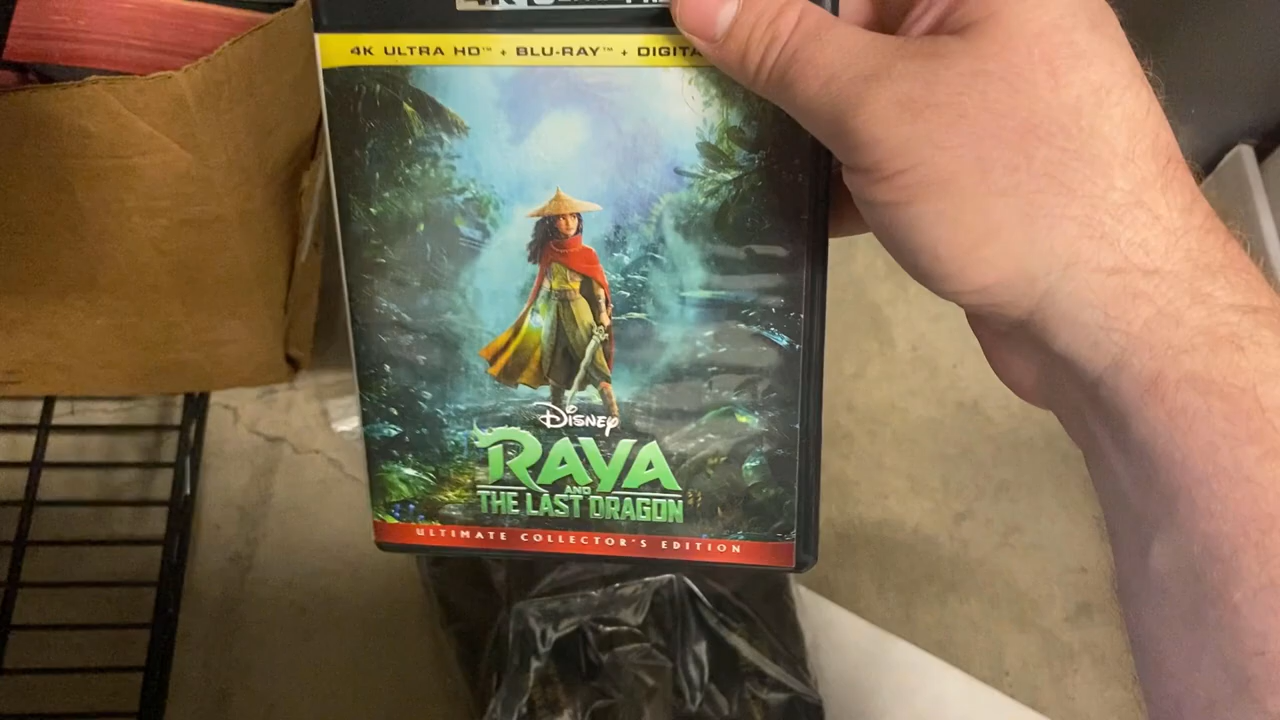 4K ULTRA HD™ + BLU-RAY™ + DIGITA
DISNEY
RAYA
AND
THE LAST DRAGON
ULTIMATE COLLECTOR'S EDITION